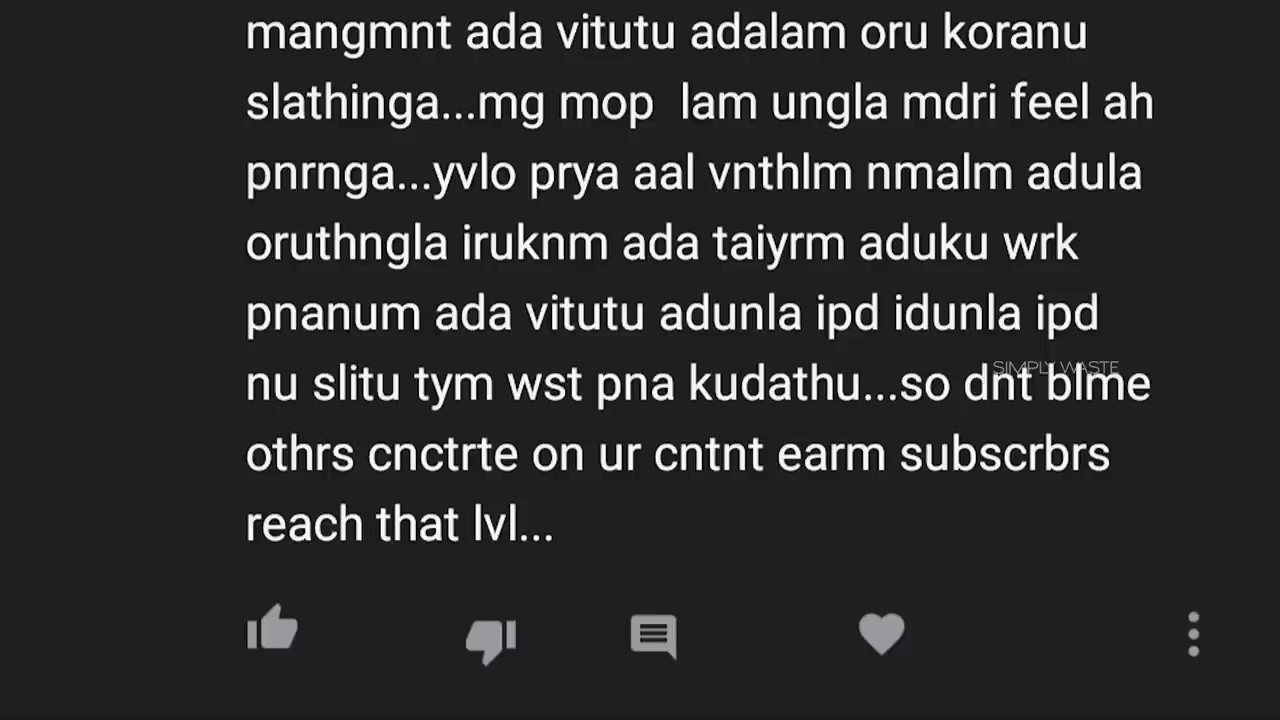 mangmnt ada vitutu adalam oru koranu
slathinga...mg mop lam ungla mdri feel ah
pnrnga...yvlo prya aal vnthlm nmalm adula
oruthngla iruknm ada taiyrm aduku wrk
pnanum ada vitutu adunla ipd idunla ipd
nu slitu tym wst pna kudathu...so dnt blme
SIMPLY WASTE
othrs cnctrte on ur cntnt earm subscrbrs
reach that lvl...